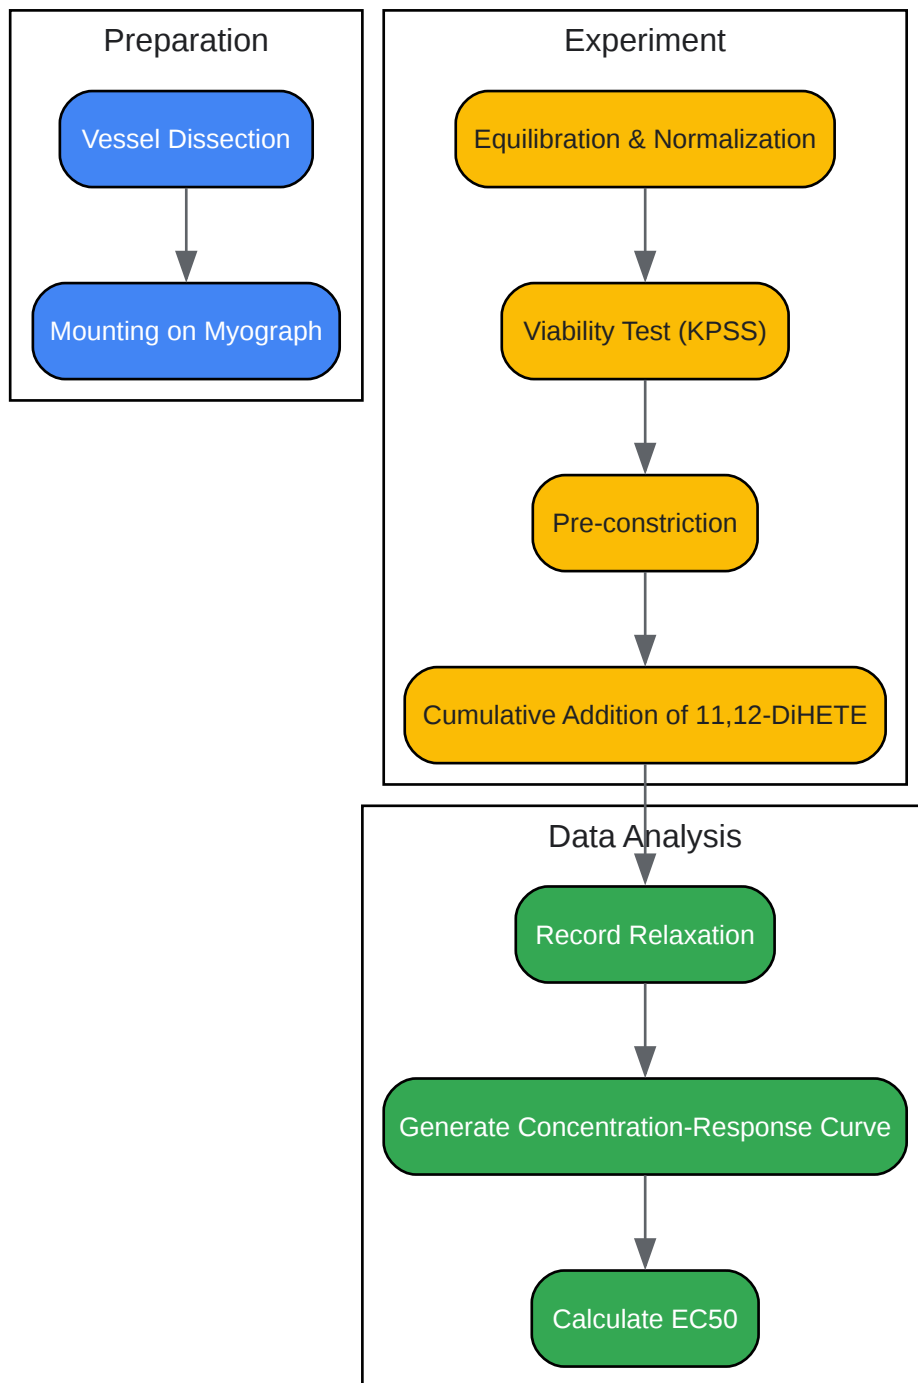 Preparation
Vessel Dissection
Mounting on Myograph
Experiment
Equilibration & Normalization
Viability Test (KPSS)
Pre-constriction
Cumulative Addition of 11,12-DiHETE
Data Analysis
Record Relaxation
Generate Concentration-Response Curve
Calculate EC50